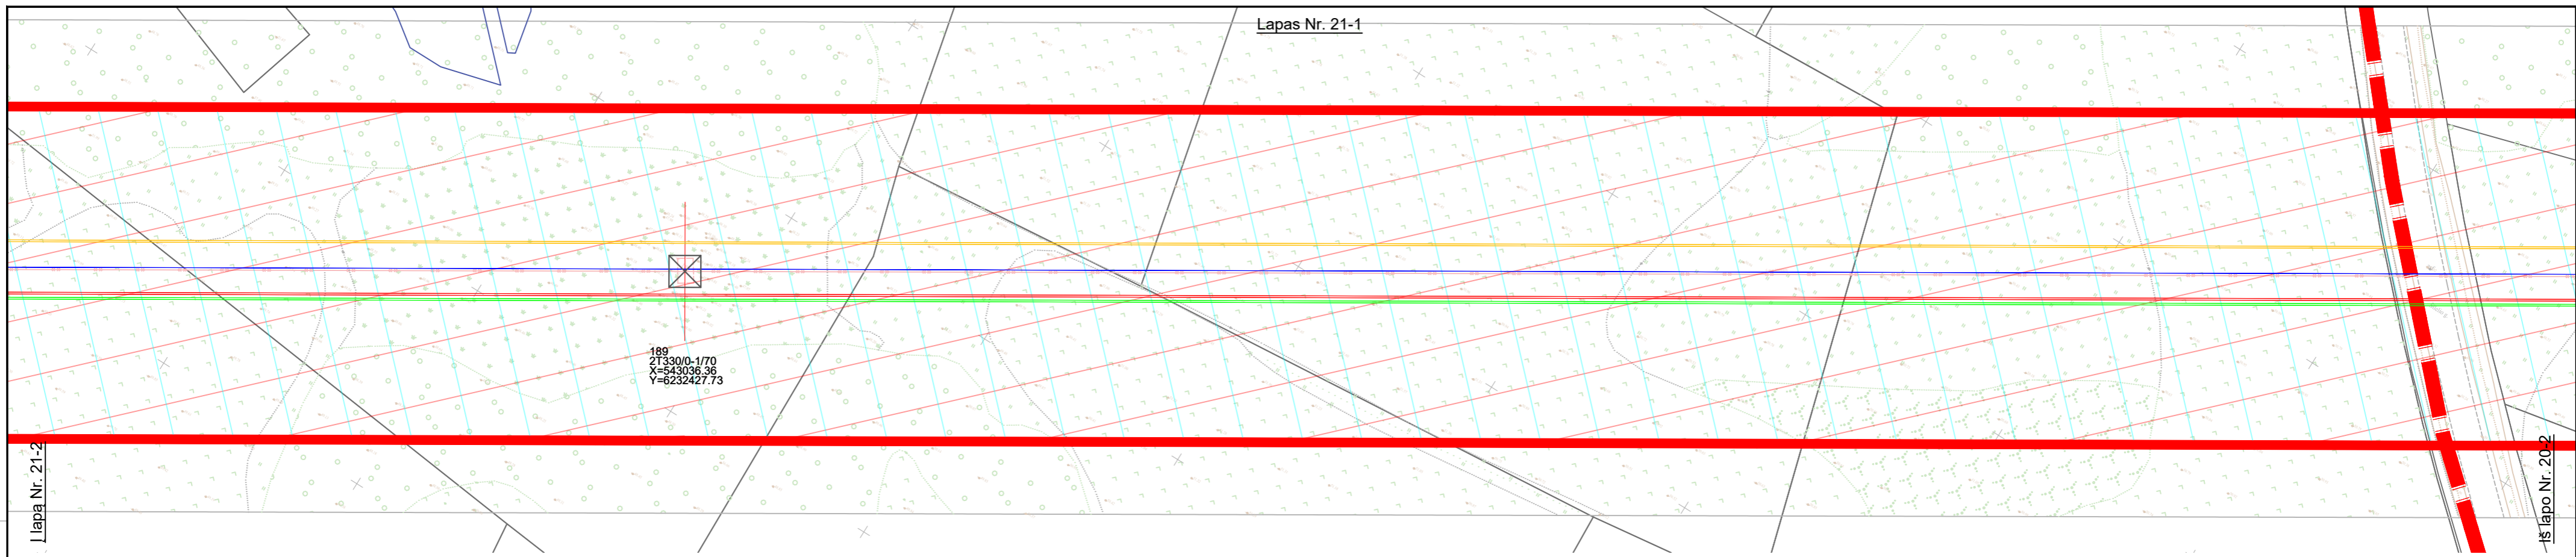 Lapas Nr. 21-1
189
2T330/0-1/70
X=543036.36
Y=6232427.73
Į lapa Nr. 21-2
Iš lapo Nr. 20-2